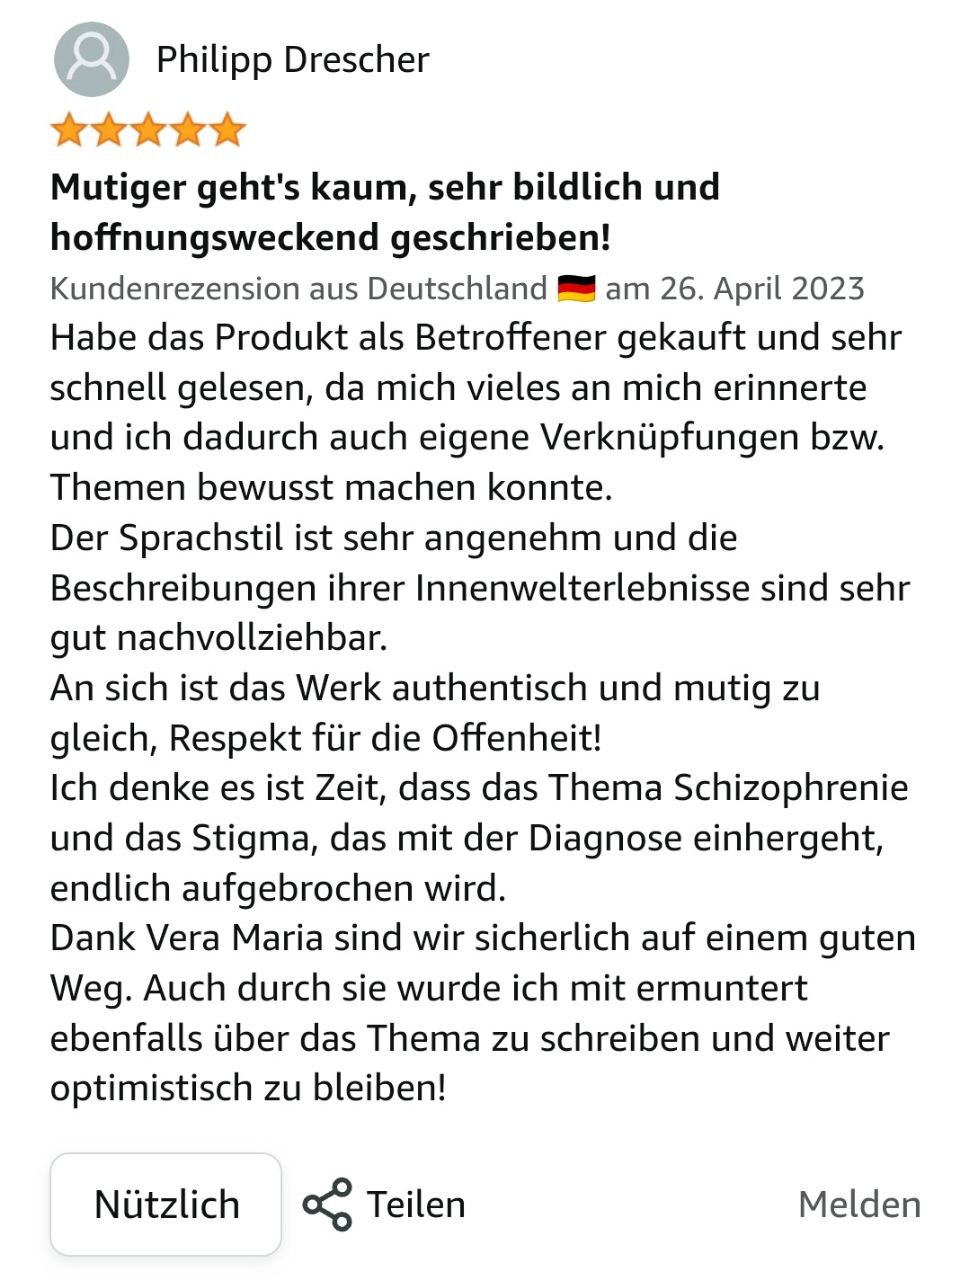 Philipp Drescher
Mutiger geht's kaum, sehr bildlich und
hoffnungsweckend geschrieben!
Kundenrezension aus Deutschland 🇩🇪 am 26. April 2023
Habe das Produkt als Betroffener gekauft und sehr
schnell gelesen, da mich vieles an mich erinnerte
und ich dadurch auch eigene Verknüpfungen bzw.
Themen bewusst machen konnte.
Der Sprachstil ist sehr angenehm und die
Beschreibungen ihrer Innenwelterlebnisse sind sehr
gut nachvollziehbar.
An sich ist das Werk authentisch und mutig zu
gleich, Respekt für die Offenheit!
Ich denke es ist Zeit, dass das Thema Schizophrenie
und das Stigma, das mit der Diagnose einhergeht,
endlich aufgebrochen wird.
Dank Vera Maria sind wir sicherlich auf einem guten
Weg. Auch durch sie wurde ich mit ermuntert
ebenfalls über das Thema zu schreiben und weiter
optimistisch zu bleiben!
Nützlich Teilen Melden